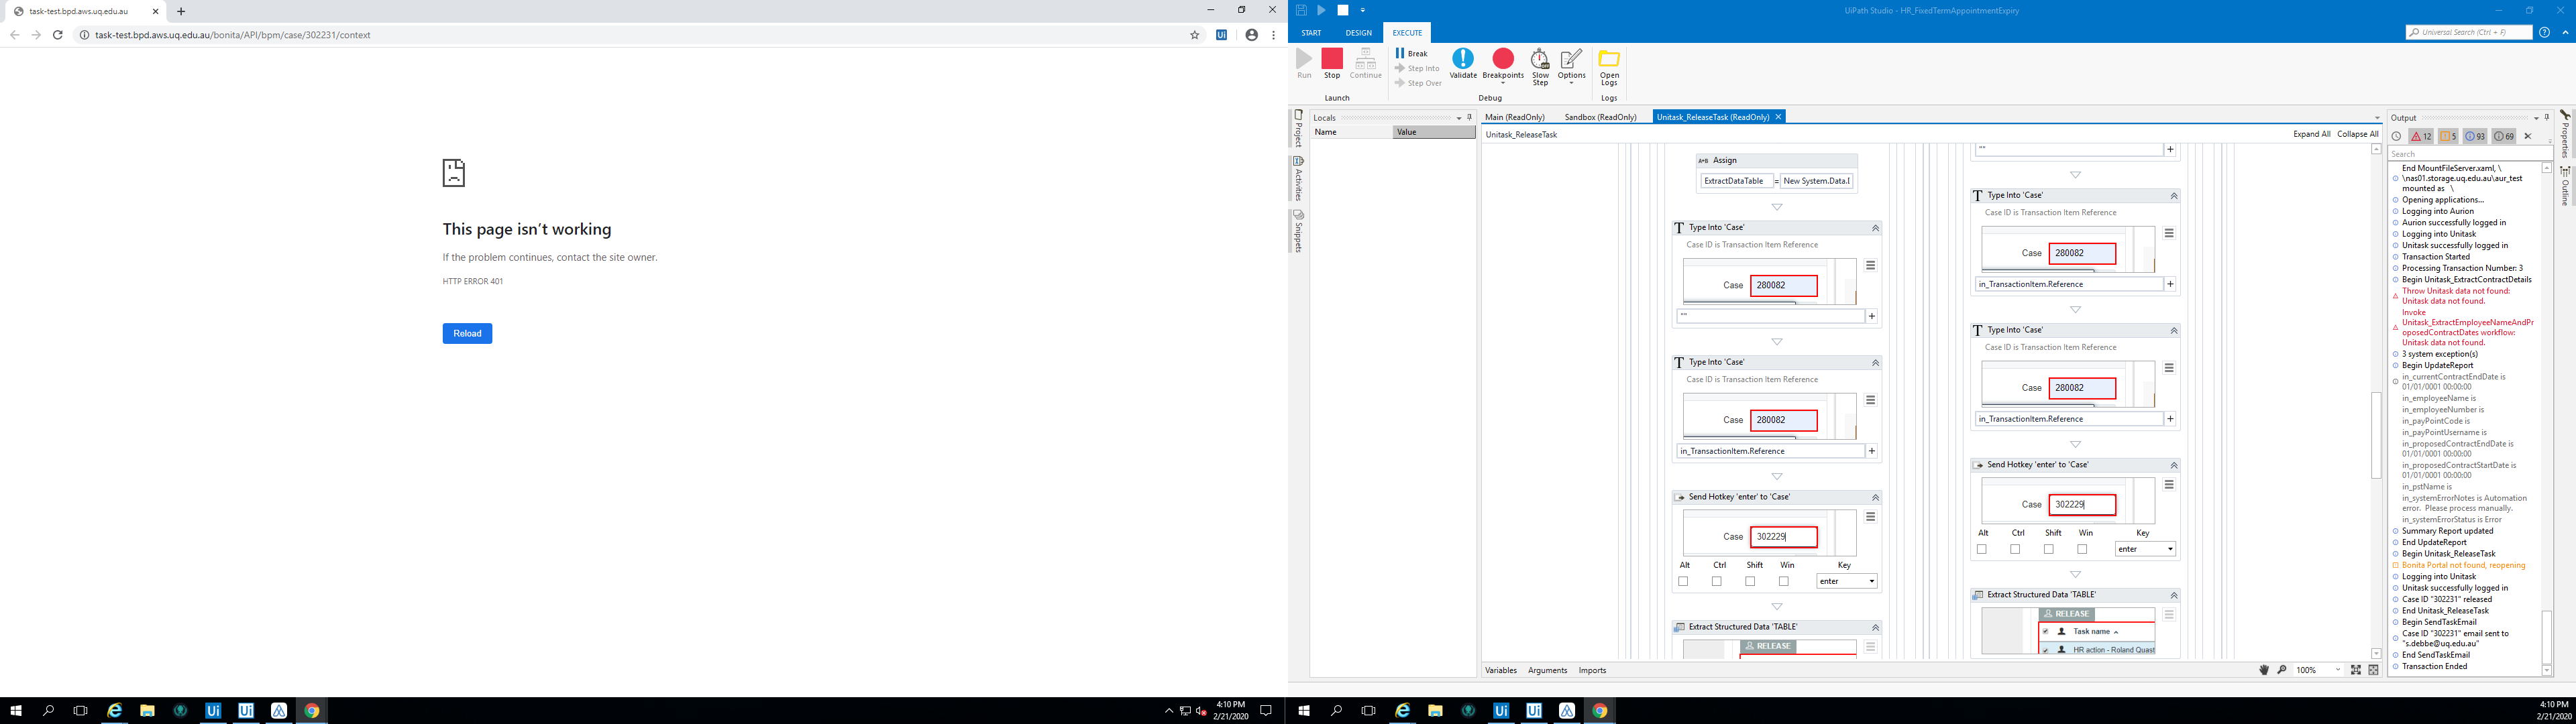 task-test.bpd.aws.uq.edu.au
task-test.bpd.aws.uq.edu.au/bonita/API/bpm/case/302231/context
This page isn't working
If the problem continues, contact the site owner.
HTTP ERROR 401
Reload
4:10 PM
2/21/2020
UiPath Studio - HR_FixedTermAppointmentExpiry
START DESIGN EXECUTE
Universal Search (Ctrl + F)
Run Stop Continue
Launch
Break
Step Into
Step Over
Validate Breakpoints Slow Step Options
Debug
Open Logs
Logs
Project
Activities
Snippets
Locals
Name Value
Main (ReadOnly) Sandbox (ReadOnly) Unitask_ReleaseTask (ReadOnly)
Unitask_ReleaseTask
Expand All Collapse All
A+B Assign
ExtractDataTable = New System.Data.I
Type Into 'Case'
Case ID is Transaction Item Reference
Case 280082
""
Type Into 'Case'
Case ID is Transaction Item Reference
Case 280082
in_TransactionItem.Reference
Send Hotkey 'enter' to 'Case'
Case 302229
Alt Ctrl Shift Win Key
enter
Extract Structured Data 'TABLE'
RELEASE
""
Type Into 'Case'
Case ID is Transaction Item Reference
Case 280082
in_TransactionItem.Reference
Type Into 'Case'
Case ID is Transaction Item Reference
Case 280082
in_TransactionItem.Reference
Send Hotkey 'enter' to 'Case'
Case 302229
Alt Ctrl Shift Win Key
enter
Extract Structured Data 'TABLE'
RELEASE
Task name
HR action - Roland Quast
Variables Arguments Imports
100%
Output
12 5 93 69
Search
End MountFileServer.xaml, \
\nas01.storage.uq.edu.au\aur_test
mounted as \
Opening applications...
Logging into Aurion
Aurion successfully logged in
Logging into Unitask
Unitask successfully logged in
Transaction Started
Processing Transaction Number: 3
Begin Unitask_ExtractContractDetails
Throw Unitask data not found:
Unitask data not found.
Invoke
Unitask_ExtractEmployeeNameAndPr
oposedContractDates workflow:
Unitask data not found.
3 system exception(s)
Begin UpdateReport
in_currentContractEndDate is
01/01/0001 00:00:00
in_employeeName is
in_employeeNumber is
in_payPointCode is
in_payPointUsername is
in_proposedContractEndDate is
01/01/0001 00:00:00
in_proposedContractStartDate is
01/01/0001 00:00:00
in_pstName is
in_systemErrorNotes is Automation
error. Please process manually.
in_systemErrorStatus is Error
Summary Report updated
End UpdateReport
Begin Unitask_ReleaseTask
Bonita Portal not found, reopening
Logging into Unitask
Unitask successfully logged in
Case ID "302231" released
End Unitask_ReleaseTask
Begin SendTaskEmail
Case ID "302231" email sent to
"s.debbe@uq.edu.au"
End SendTaskEmail
Transaction Ended
Properties
Outline
4:10 PM
2/21/2020